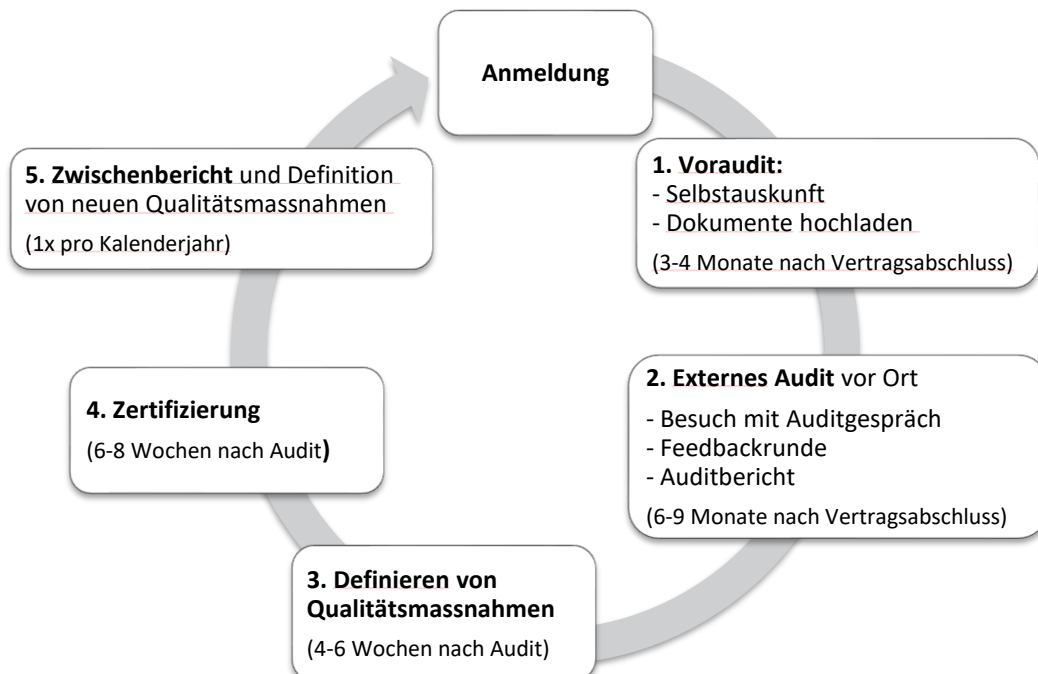 Anmeldung
1. Voraudit:
- Selbstauskunft
- Dokumente hochladen
(3-4 Monate nach Vertragsabschluss)
2. Externes Audit vor Ort
- Besuch mit Auditgespräch
- Feedbackrunde
- Auditbericht
(6-9 Monate nach Vertragsabschluss)
3. Definieren von
Qualitätsmassnahmen
(4-6 Wochen nach Audit)
4. Zertifizierung
(6-8 Wochen nach Audit)
5. Zwischenbericht und Definition
von neuen Qualitätsmassnahmen
(1x pro Kalenderjahr)